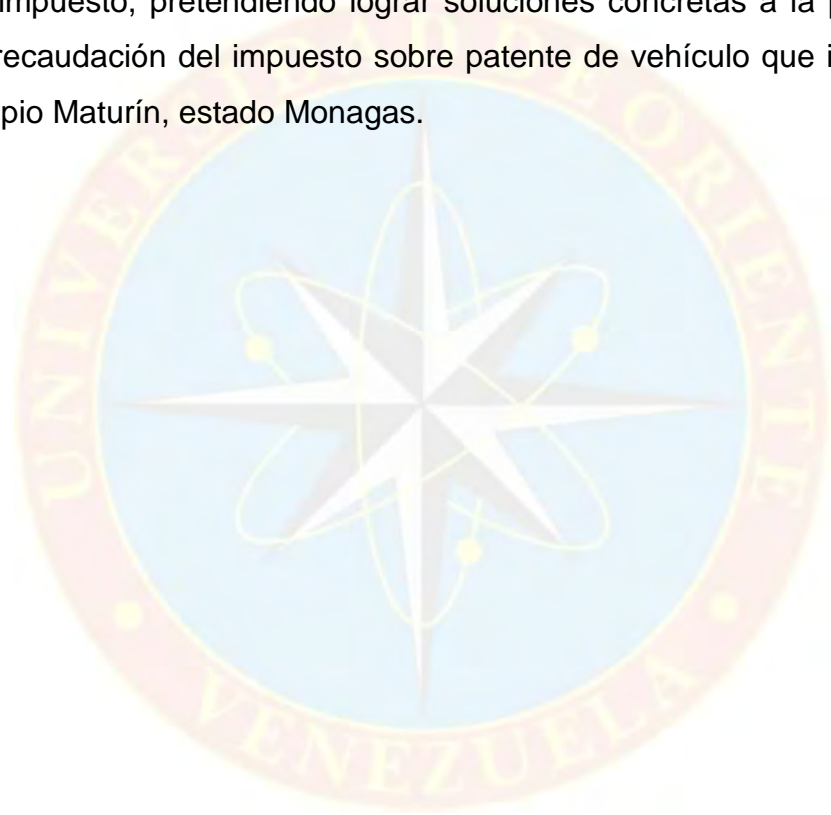 impuesto, pretendiendo lograr soluciones concretas a la
recaudación del impuesto sobre patente de vehículo que
pio Maturín, estado Monagas.
UNIVERSIDAD DE ORIENTE
VENEZUELA